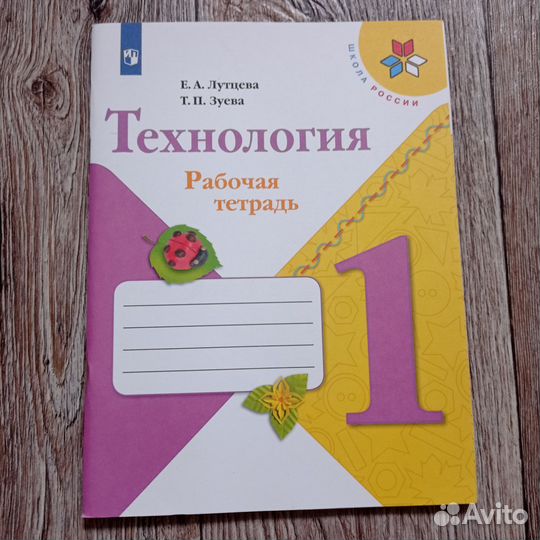 Е. А. Лутцева
Т. П. Зуева
ШКОЛА РОССИИ
Технология
Рабочая
тетрадь
1
Avito